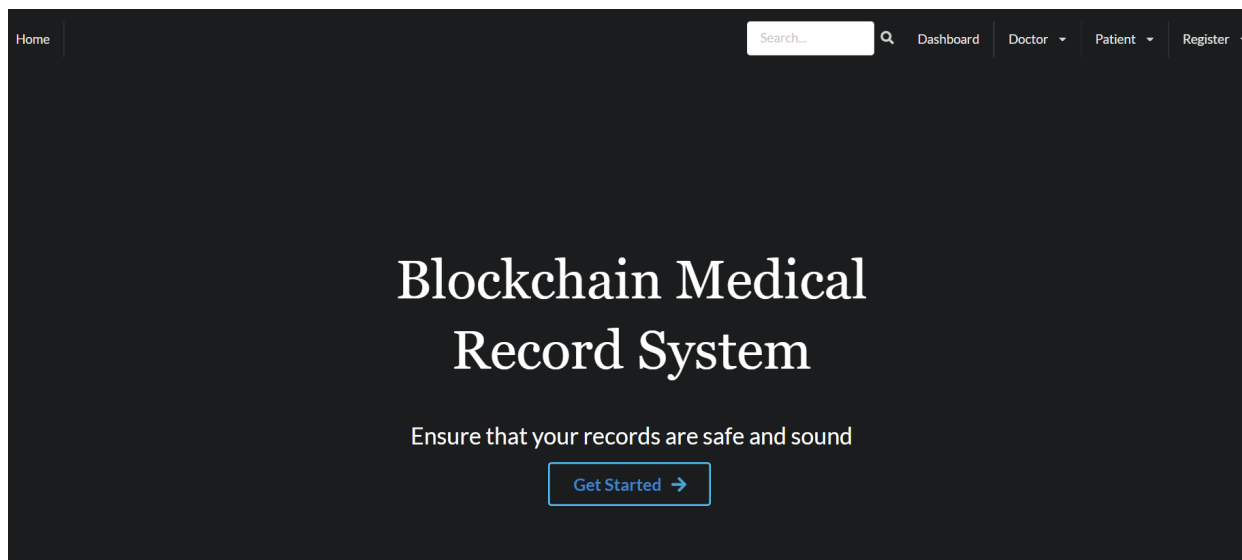 Home Search... Dashboard Doctor Patient Register
Blockchain Medical
Record System
Ensure that your records are safe and sound
Get Started